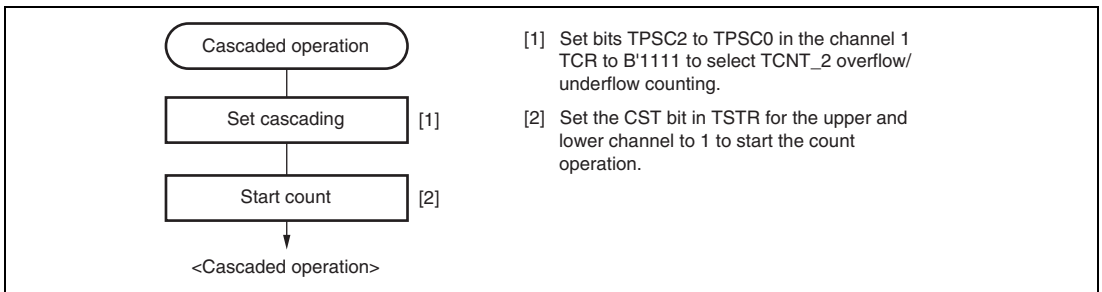 Cascaded operation
Set cascading [1]
Start count [2]
<Cascaded operation>
[1] Set bits TPSC2 to TPSC0 in the channel 1
TCR to B'1111 to select TCNT_2 overflow/
underflow counting.
[2] Set the CST bit in TSTR for the upper and
lower channel to 1 to start the count
operation.